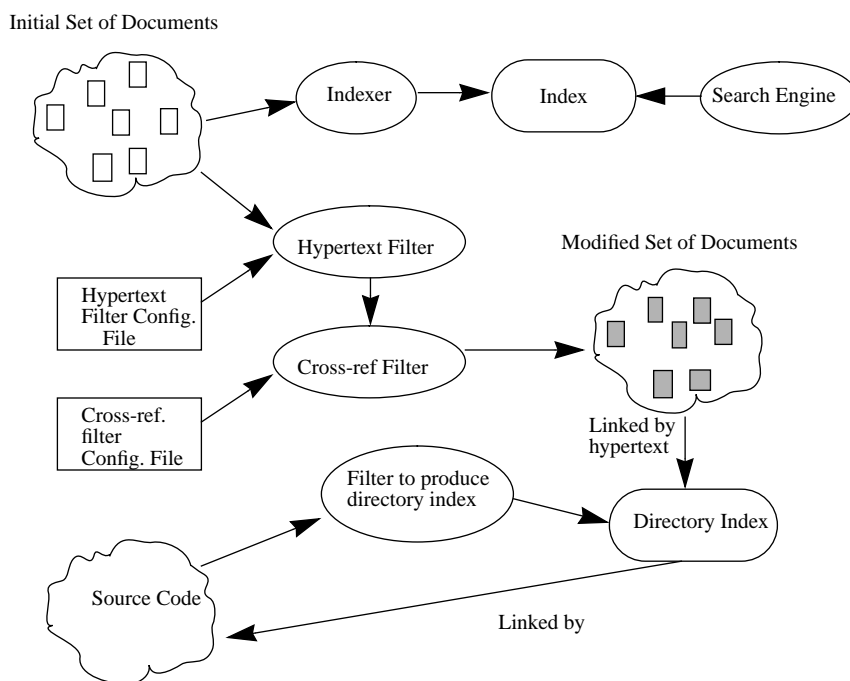 Initial Set of Documents
Indexer
Index
Search Engine
Hypertext Filter
Modified Set of Documents
Hypertext
Filter Config.
File
Cross-ref Filter
Cross-ref.
filter
Config. File
Linked by
hypertext
Filter to produce
directory index
Directory Index
Source Code
Linked by